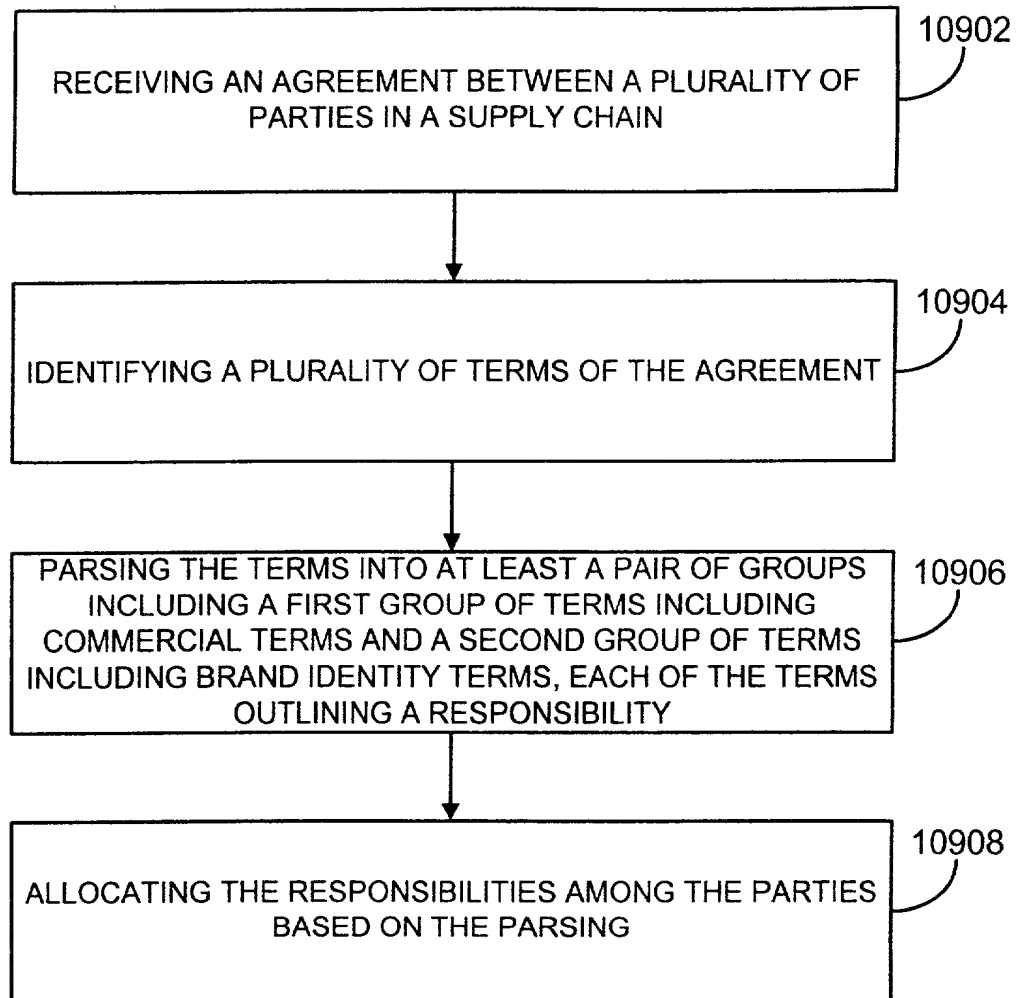 10902
RECEIVING AN AGREEMENT BETWEEN A PLURALITY OF
PARTIES IN A SUPPLY CHAIN
10904
IDENTIFYING A PLURALITY OF TERMS OF THE AGREEMENT
10906
PARSING THE TERMS INTO AT LEAST A PAIR OF GROUPS
INCLUDING A FIRST GROUP OF TERMS INCLUDING
COMMERCIAL TERMS AND A SECOND GROUP OF TERMS
INCLUDING BRAND IDENTITY TERMS, EACH OF THE TERMS
OUTLINING A RESPONSIBILITY
10908
ALLOCATING THE RESPONSIBILITIES AMONG THE PARTIES
BASED ON THE PARSING